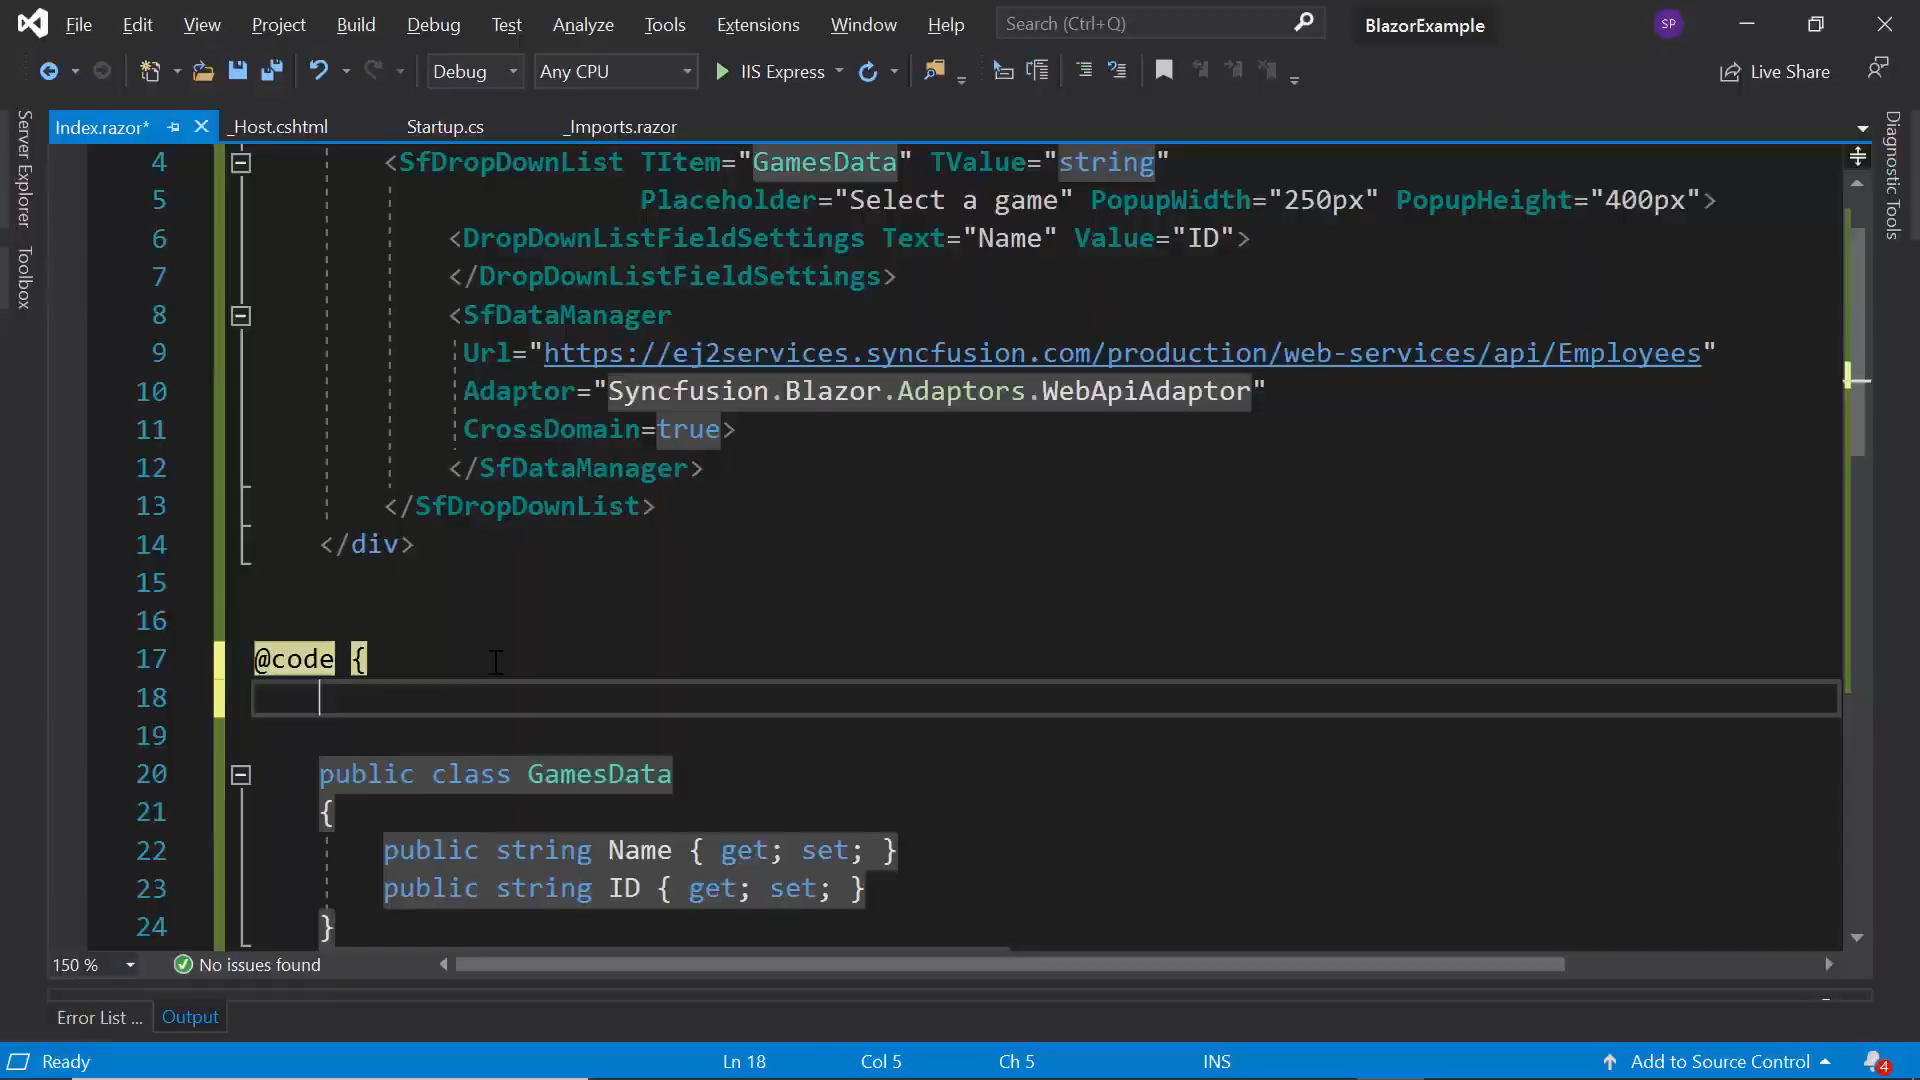 File Edit View Project Build Debug Test Analyze Tools Extensions Window Help Search (Ctrl+Q) BlazorExample SP
Debug Any CPU IIS Express Live Share
Server Explorer
Toolbox
Diagnostic Tools
Index.razor* _Host.cshtml Startup.cs _Imports.razor
4 <SfDropDownList TItem="GamesData" TValue="string"
5 Placeholder="Select a game" PopupWidth="250px" PopupHeight="400px">
6 <DropDownListFieldSettings Text="Name" Value="ID">
7 </DropDownListFieldSettings>
8 <SfDataManager
9 Url="https://ej2services.syncfusion.com/production/web-services/api/Employees"
10 Adaptor="Syncfusion.Blazor.Adaptors.WebApiAdaptor"
11 CrossDomain=true>
12 </SfDataManager>
13 </SfDropDownList>
14 </div>
15
16
17 @code {
18
19
20 public class GamesData
21 {
22 public string Name { get; set; }
23 public string ID { get; set; }
24 }
150 % No issues found
Error List ... Output
Ready Ln 18 Col 5 Ch 5 INS Add to Source Control 4